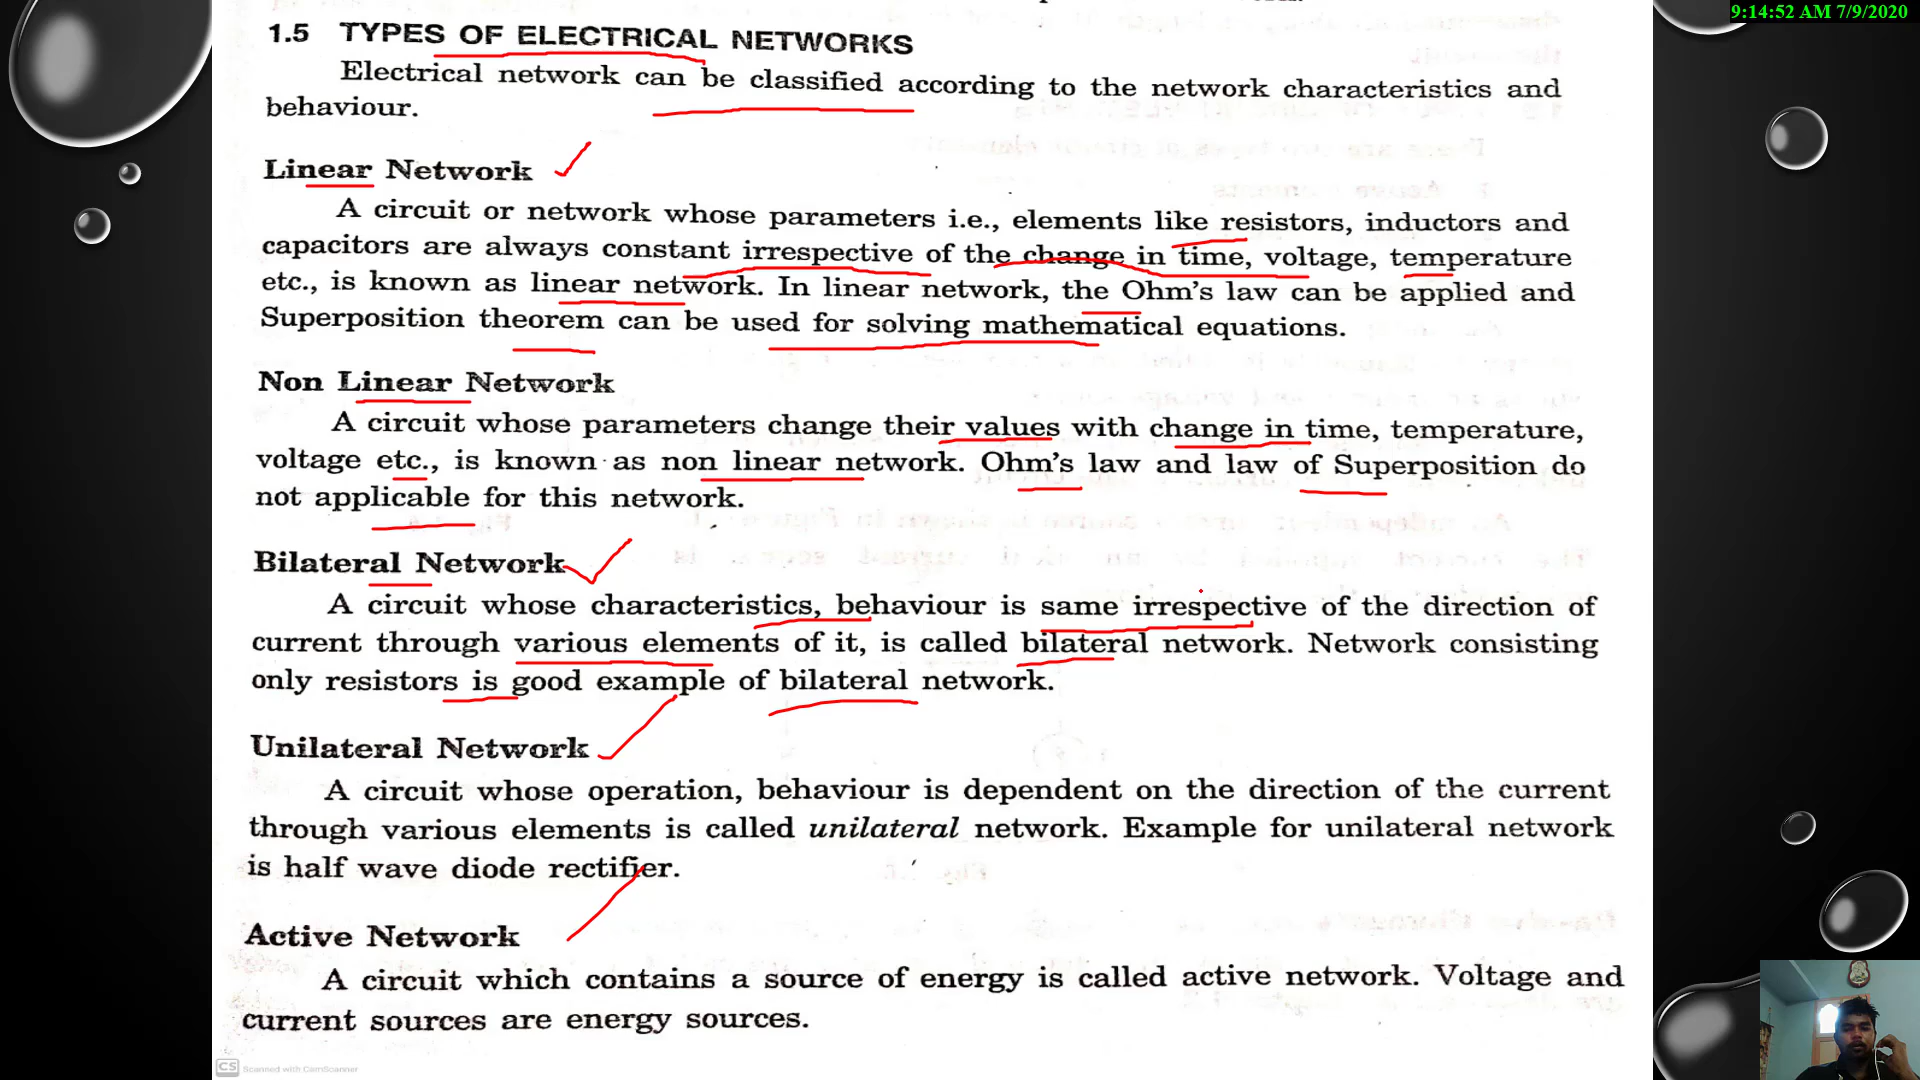 9:14:52 AM 7/9/2020
1.5 TYPES OF ELECTRICAL NETWORKS
Electrical network can be classified according to the network characteristics and
behaviour.
Linear Network
A circuit or network whose parameters i.e., elements like resistors, inductors and
capacitors are always constant irrespective of the change in time, voltage, temperature
etc., is known as linear network. In linear network, the Ohm's law can be applied and
Superposition theorem can be used for solving mathematical equations.
Non Linear Network
A circuit whose parameters change their values with change in time, temperature,
voltage etc., is known as non linear network. Ohm's law and law of Superposition do
not applicable for this network.
Bilateral Network
A circuit whose characteristics, behaviour is same irrespective of the direction of
current through various elements of it, is called bilateral network. Network consisting
only resistors is good example of bilateral network.
Unilateral Network
A circuit whose operation, behaviour is dependent on the direction of the current
through various elements is called unilateral network. Example for unilateral network
is half wave diode rectifier.
Active Network
A circuit which contains a source of energy is called active network. Voltage and
current sources are energy sources.
CS Scanned with CamScanner